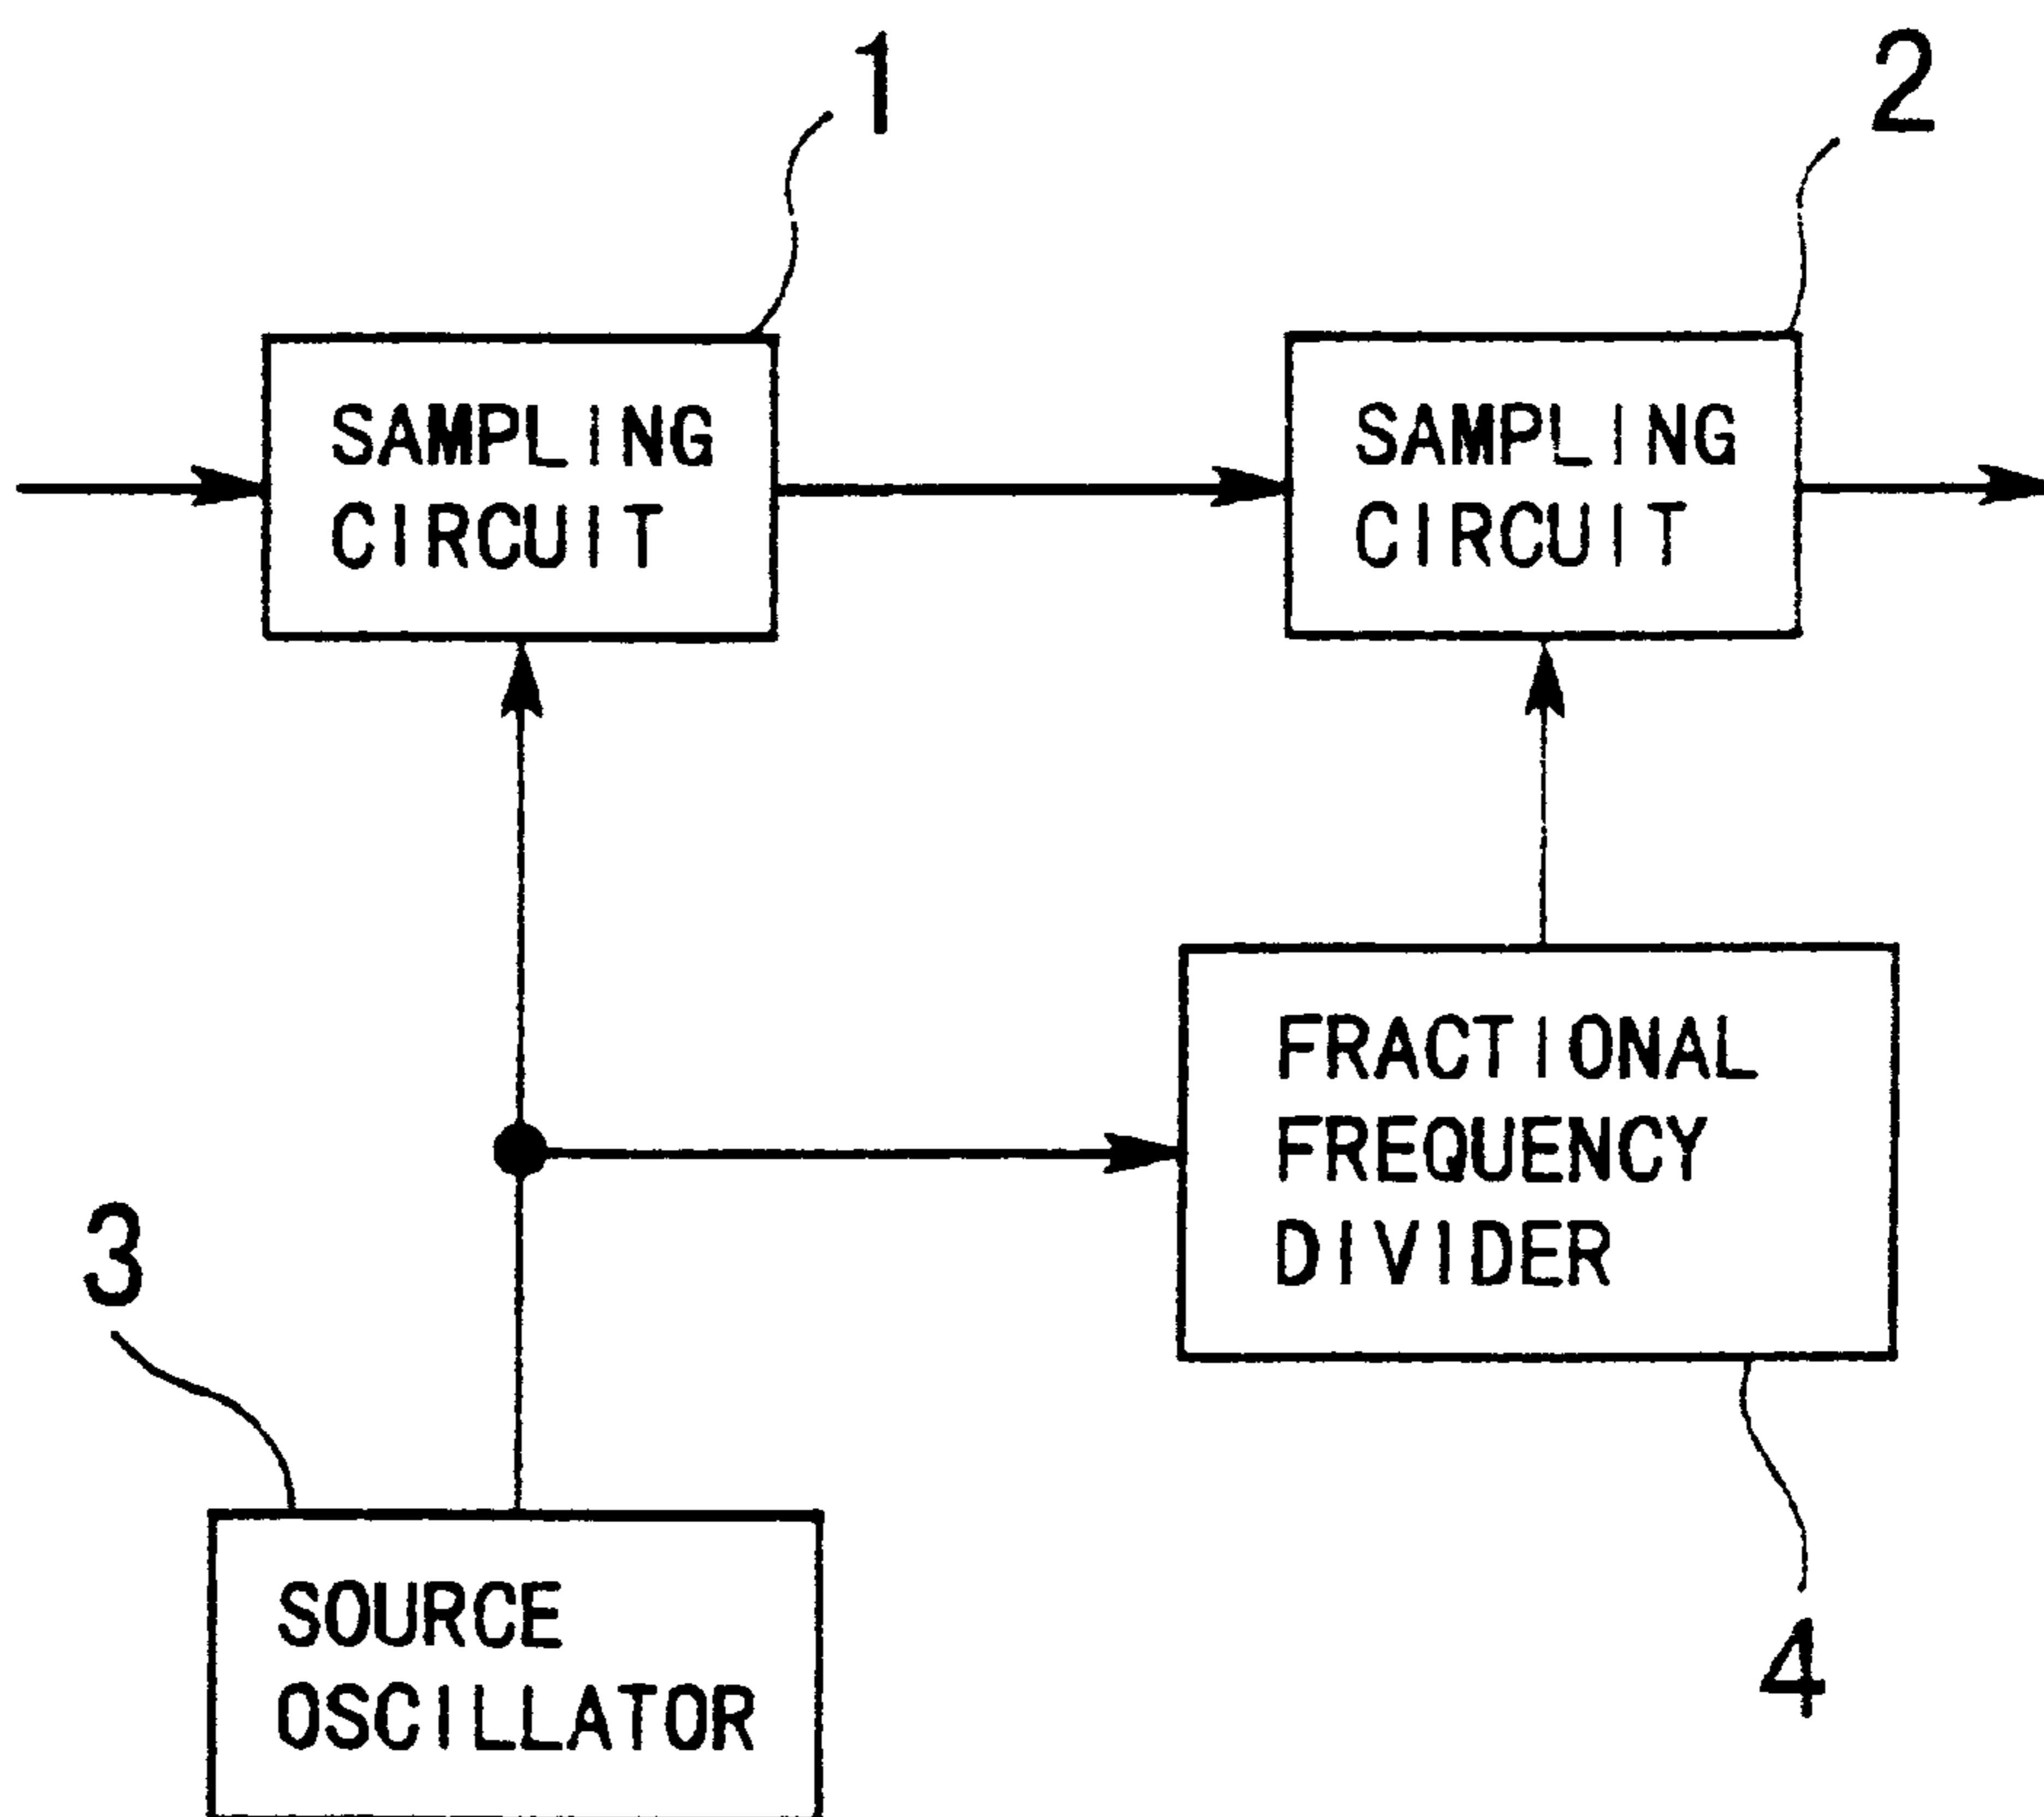 1
2
SAMPLING
CIRCUIT
SAMPLING
CIRCUIT
FRACTIONAL
FREQUENCY
DIVIDER
3
SOURCE
OSCILLATOR
4